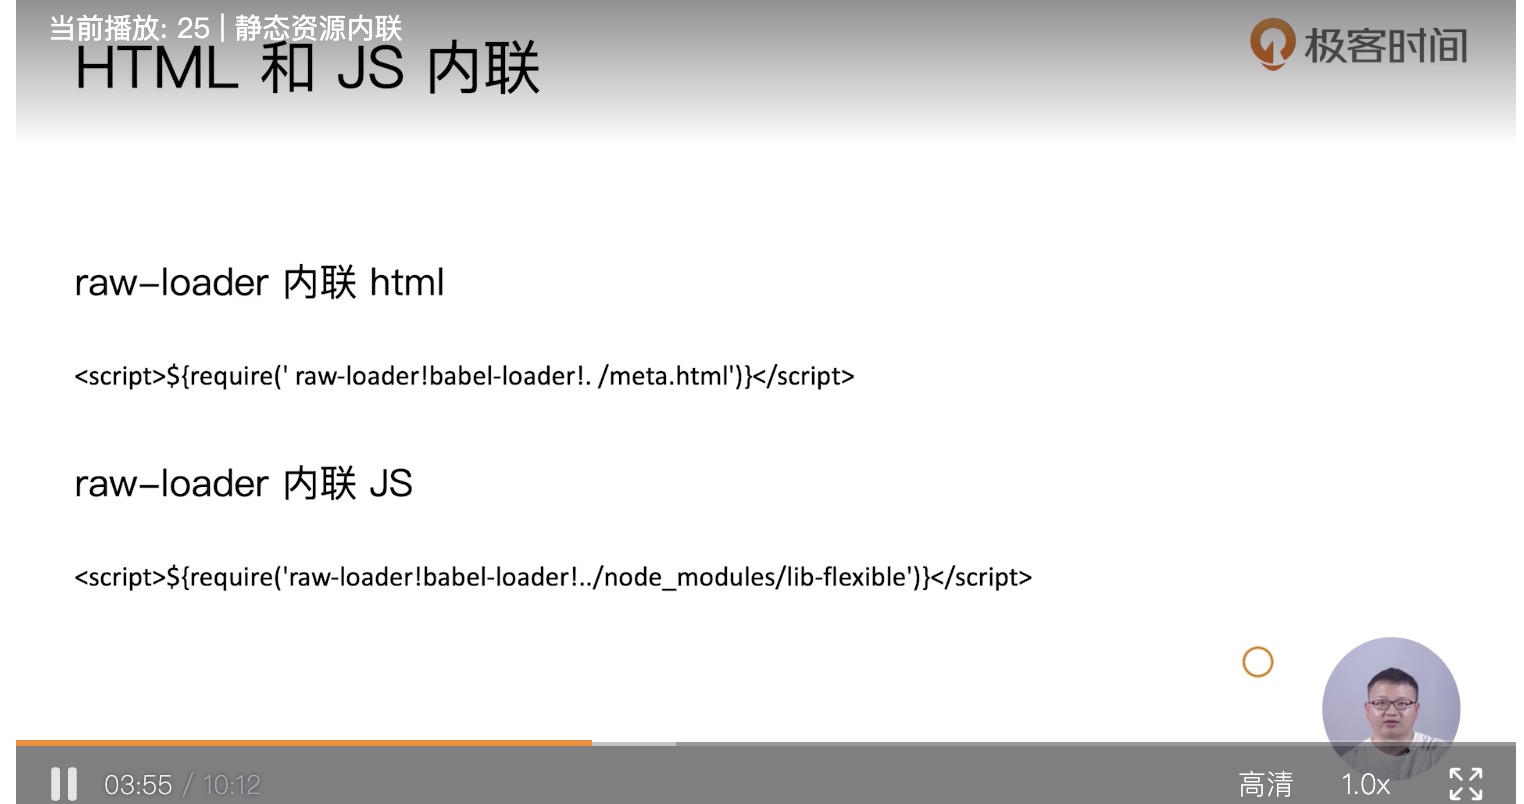 当前播放: 25 | 静态资源内联
极客时间
HTML 和 JS 内联
raw–loader 内联 html
<script>${require(' raw-loader!babel-loader!. /meta.html')}</script>
raw–loader 内联 JS
<script>${require('raw-loader!babel-loader!../node_modules/lib-flexible')}</script>
03:55 / 10:12
高清
1.0x